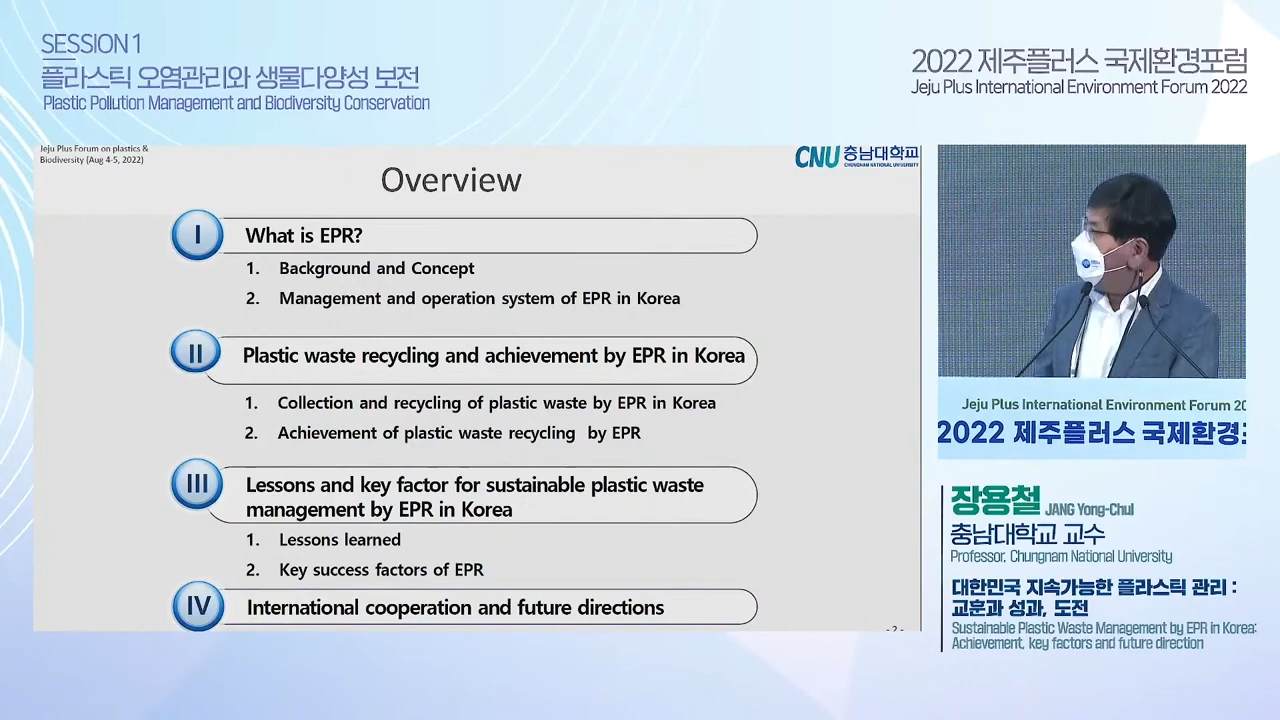 SESSION 1
플라스틱 오염관리와 생물다양성 보전
Plastic Pollution Management and Biodiversity Conservation
2022 제주플러스 국제환경포럼
Jeju Plus International Environment Forum 2022
Jeju Plus Forum on plastics &
Biodiversity (Aug 4-5, 2022)
CNU 충남대학교
CHUNGNAM NATIONAL UNIVERSITY
Overview
I What is EPR?
1. Background and Concept
2. Management and operation system of EPR in Korea
II Plastic waste recycling and achievement by EPR in Korea
1. Collection and recycling of plastic waste by EPR in Korea
2. Achievement of plastic waste recycling by EPR
III Lessons and key factor for sustainable plastic waste
management by EPR in Korea
1. Lessons learned
2. Key success factors of EPR
IV International cooperation and future directions
- 2 -
Jeju Plus International Environment Forum 20
2022 제주플러스 국제환경
장용철 JANG Yong-Chul
충남대학교 교수
Professor, Chungnam National University
대한민국 지속가능한 플라스틱 관리 :
교훈과 성과, 도전
Sustainable Plastic Waste Management by EPR in Korea:
Achievement, key factors and future direction